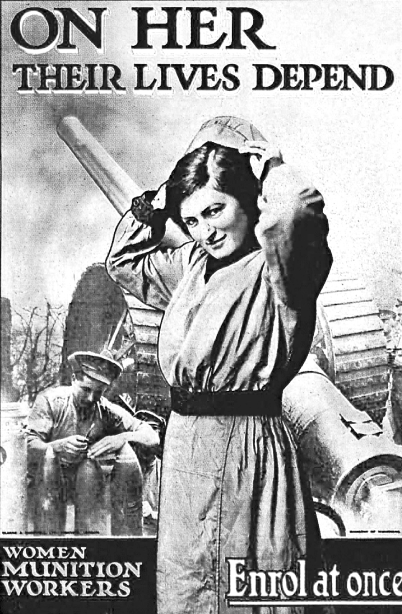 ON HER
THEIR LIVES DEPEND
WOMEN
MUNITION
WORKERS
Enrol at once